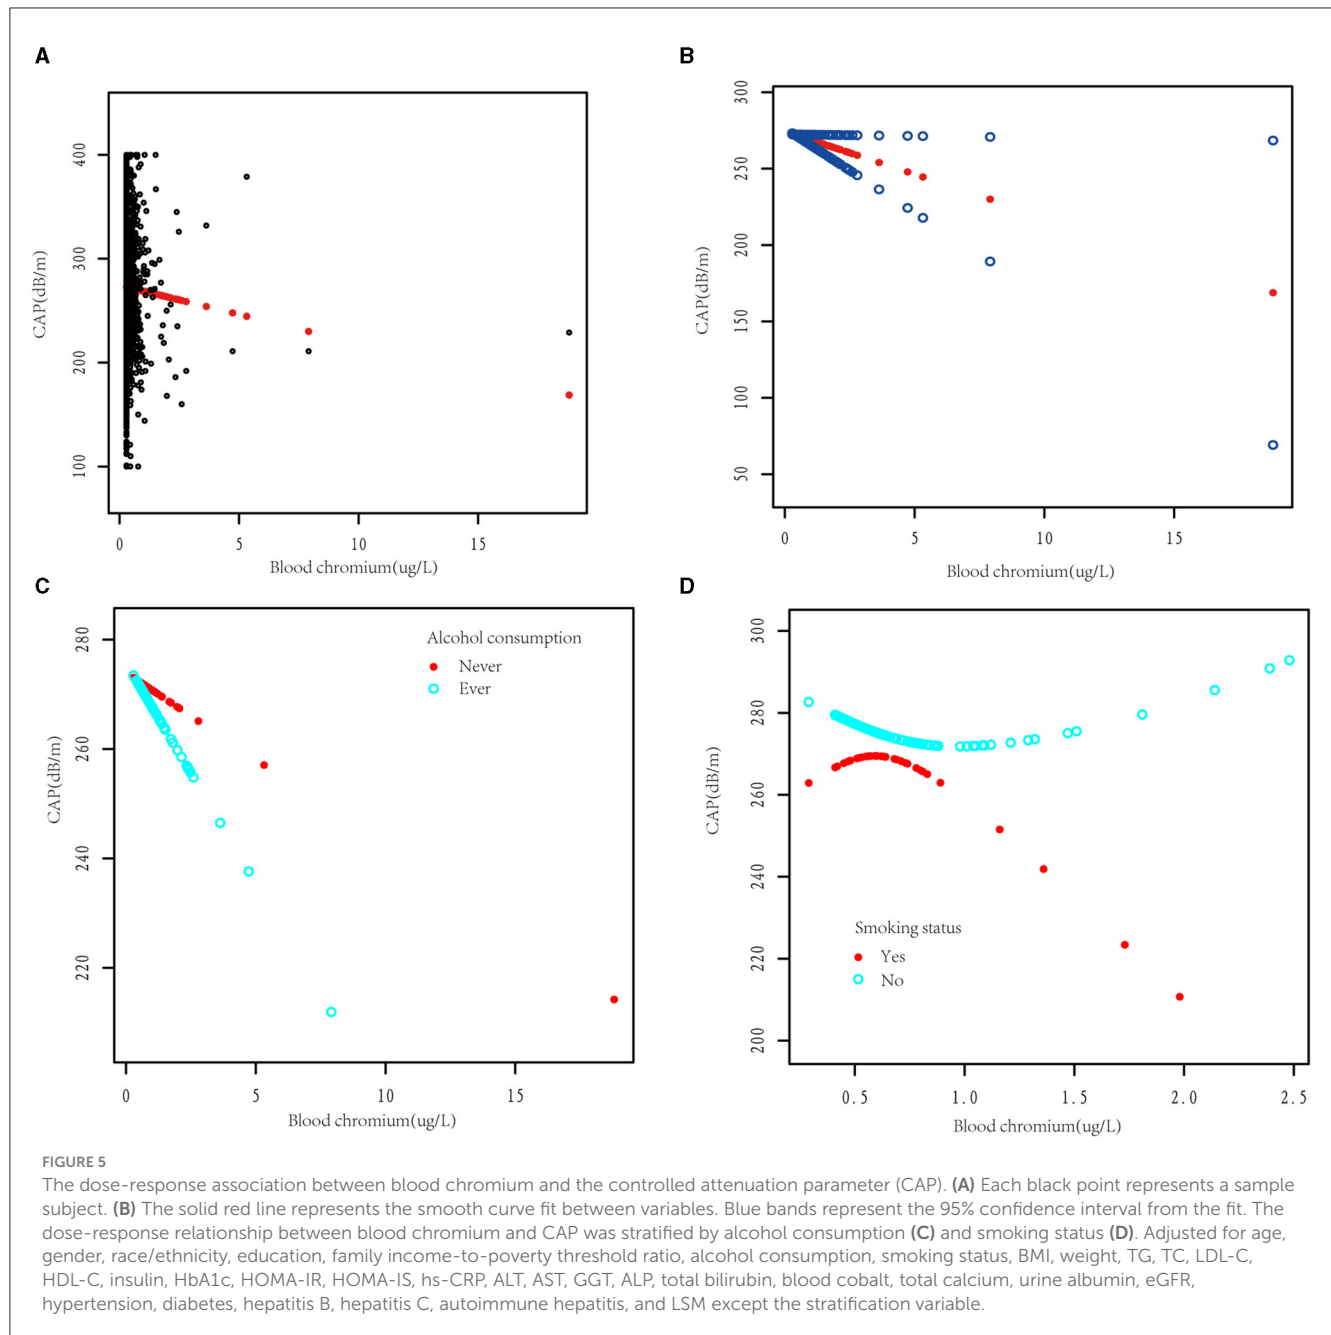 A
B
400
300
200
100
CAP(dB/m)
0
5
10
15
Blood chromium(ug/L)
300
250
200
150
100
50
CAP(dB/m)
0
5
10
15
Blood chromium(ug/L)
C
D
280
260
240
220
CAP(dB/m)
Alcohol consumption
Never
Ever
0
5
10
15
Blood chromium(ug/L)
300
280
260
240
220
200
CAP(dB/m)
Smoking status
Yes
No
0.5
1.0
1.5
2.0
2.5
Blood chromium(ug/L)
FIGURE 5
The dose-response association between blood chromium and the controlled attenuation parameter (CAP). (A) Each black point represents a sample
subject. (B) The solid red line represents the smooth curve fit between variables. Blue bands represent the 95% confidence interval from the fit. The
dose-response relationship between blood chromium and CAP was stratified by alcohol consumption (C) and smoking status (D). Adjusted for age,
gender, race/ethnicity, education, family income-to-poverty threshold ratio, alcohol consumption, smoking status, BMI, weight, TG, TC, LDL-C,
HDL-C, insulin, HbA1c, HOMA-IR, HOMA-IS, hs-CRP, ALT, AST, GGT, ALP, total bilirubin, blood cobalt, total calcium, urine albumin, eGFR,
hypertension, diabetes, hepatitis B, hepatitis C, autoimmune hepatitis, and LSM except the stratification variable.